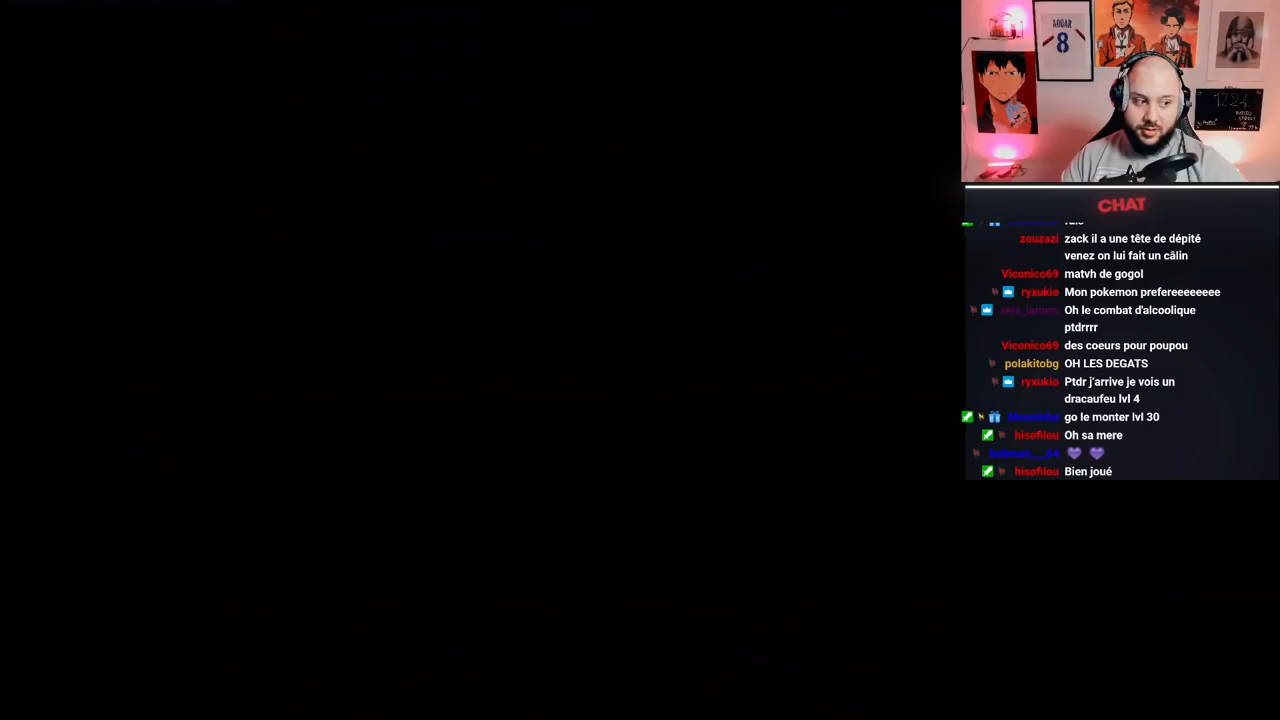 AOUAR
8
CHAT
zouzazi zack il a une tête de dépité
venez on lui fait un câlin
Viconico69 matvh de gogol
ryxukio Mon pokemon prefereeeeeeee
Oh le combat d'alcoolique
ptdrrrr
Viconico69 des coeurs pour poupou
polakitobg OH LES DEGATS
ryxukio Ptdr j'arrive je vois un
dracaufeu lvl 4
go le monter lvl 30
hisofilou Oh sa mere
hisofilou Bien joué